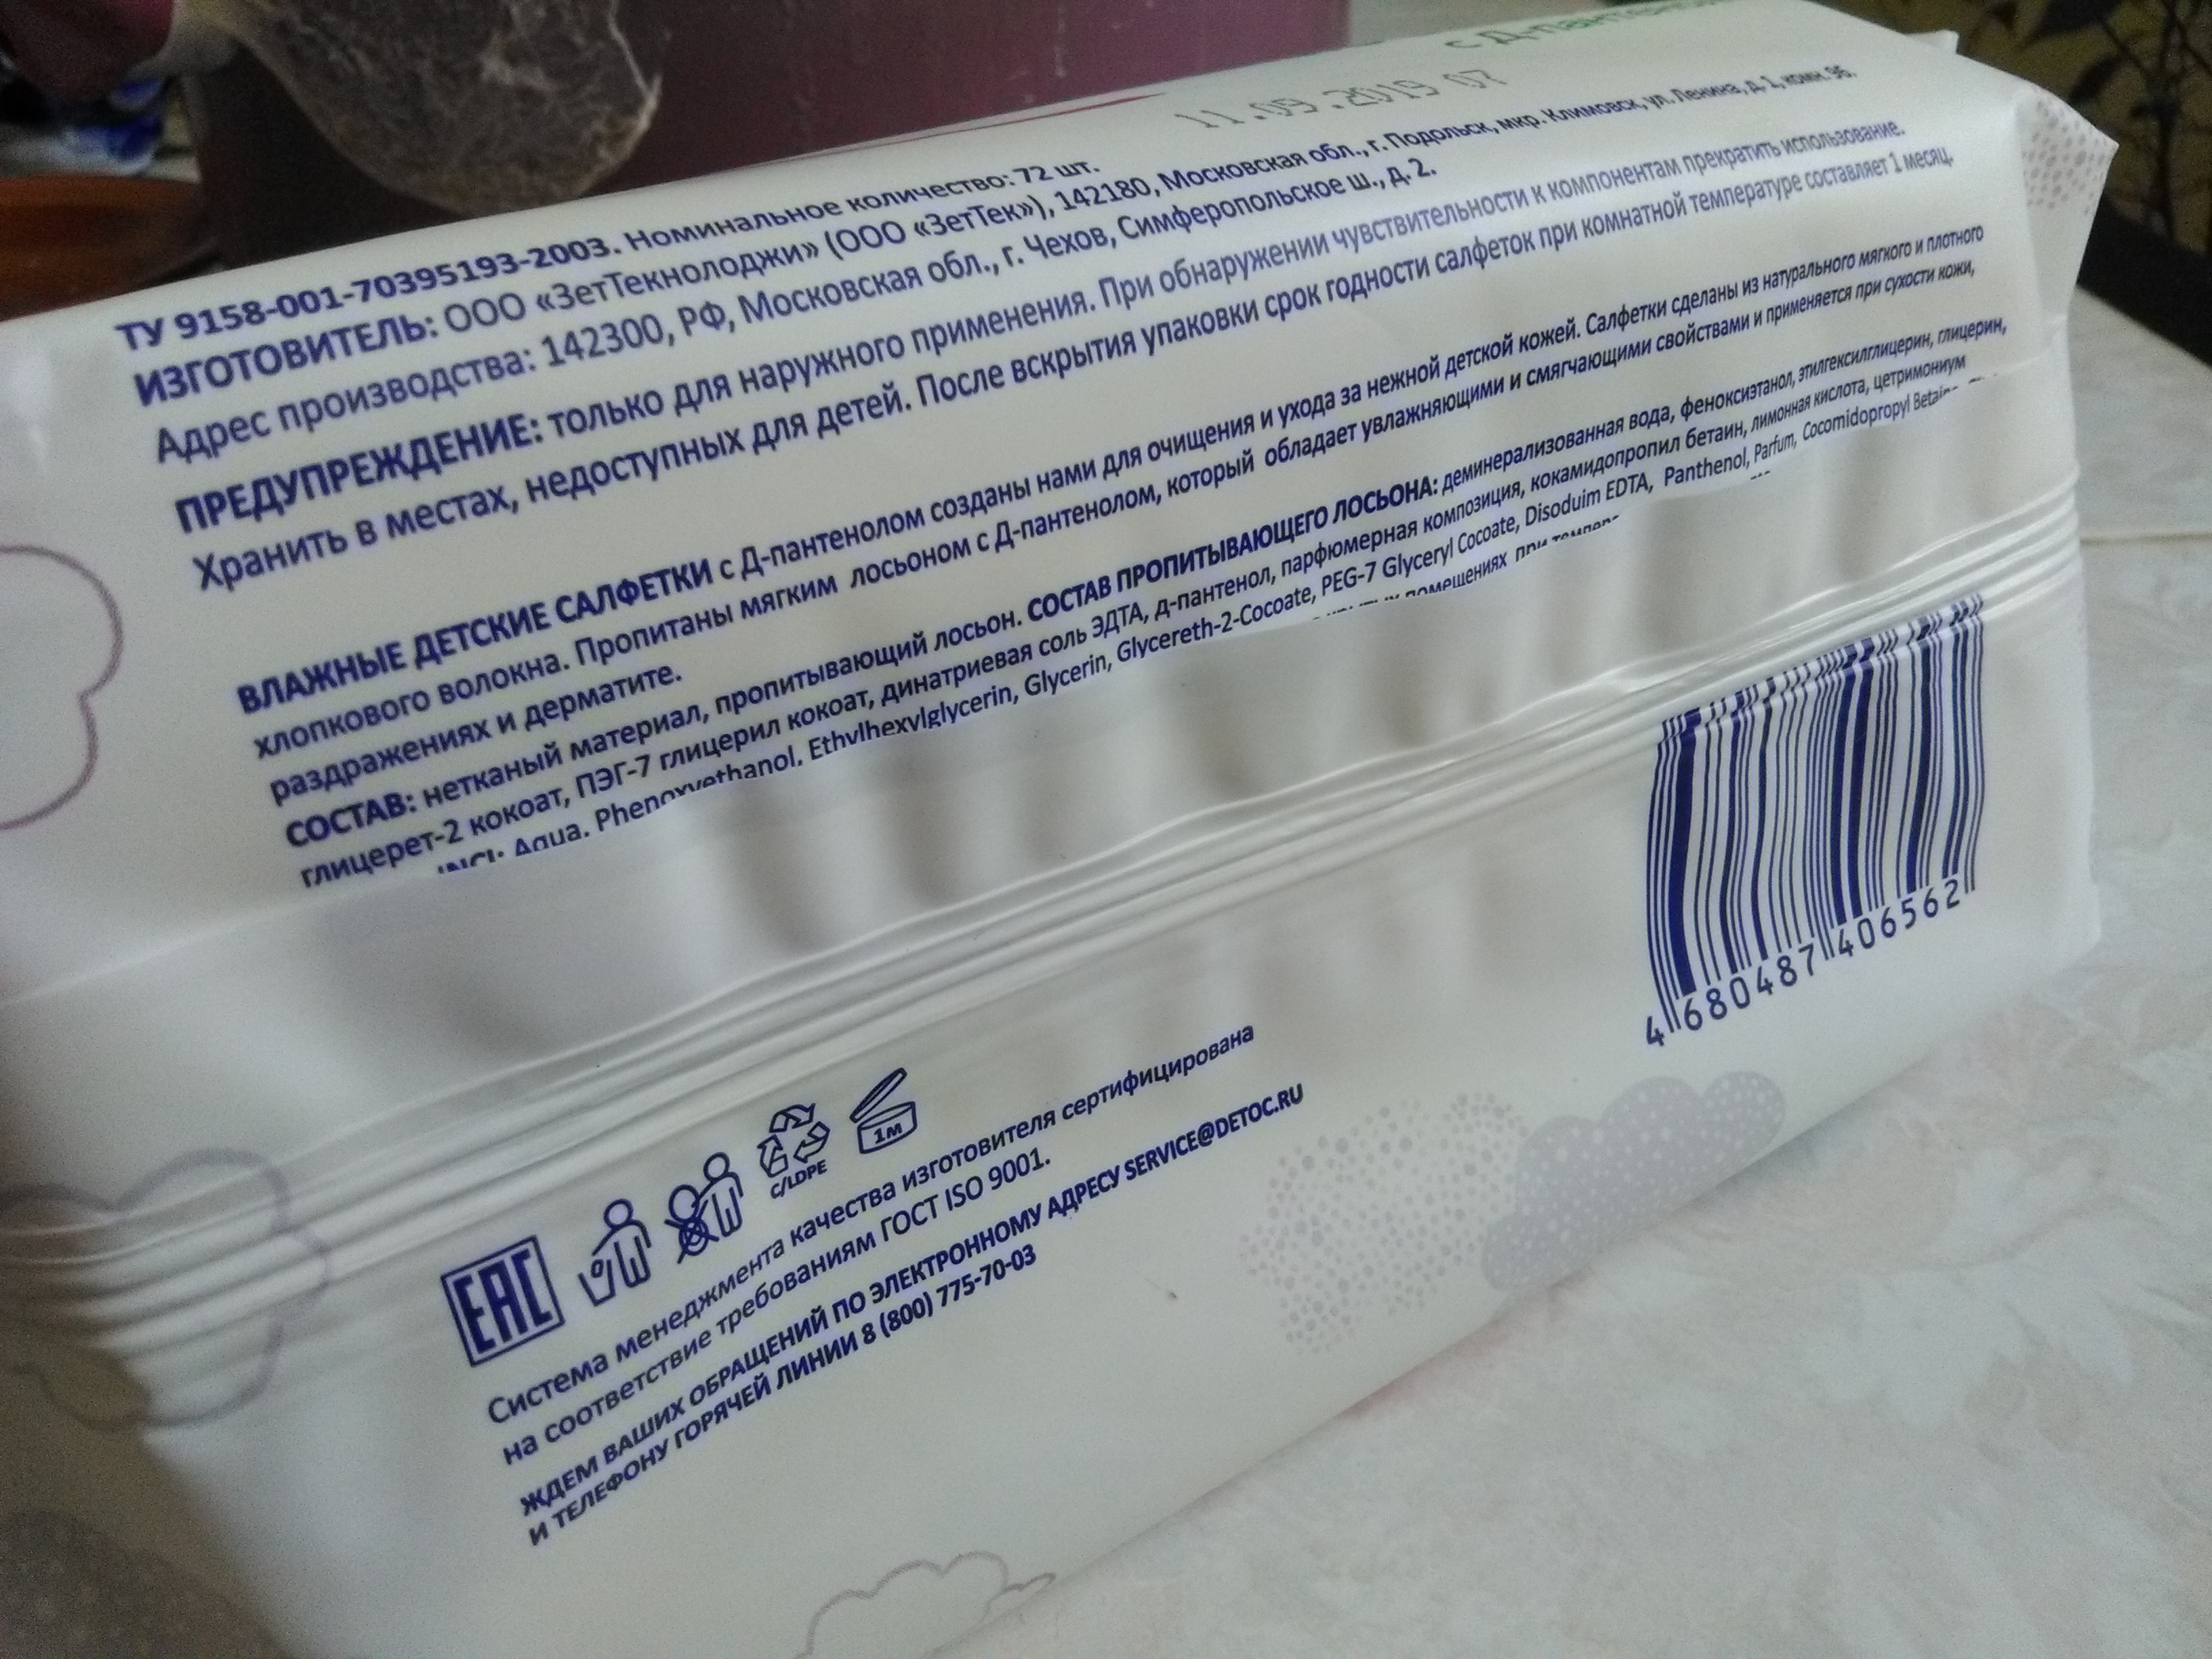 с Д-пантенолом
11.09.2019 07
ТУ 9158-001-70395193-2003. Номинальное количество: 72 шт.
ИЗГОТОВИТЕЛЬ: ООО «ЗетТекнолоджи» (ООО «ЗетТек»), 142180, Московская обл., г. Подольск, мкр. Климовск, ул. Ленина, д. 1, комн. 96.
Адрес производства: 142300, РФ, Московская обл., г. Чехов, Симферопольское ш., д. 2.
ПРЕДУПРЕЖДЕНИЕ: только для наружного применения. При обнаружении чувствительности к компонентам прекратить использование.
Хранить в местах, недоступных для детей. После вскрытия упаковки срок годности салфеток при комнатной температуре составляет 1 месяц.
ВЛАЖНЫЕ ДЕТСКИЕ САЛФЕТКИ с Д-пантенолом созданы нами для очищения и ухода за нежной детской кожей. Салфетки сделаны из натурального мягкого и плотного
хлопкового волокна. Пропитаны мягким лосьоном с Д-пантенолом, который обладает увлажняющими и смягчающими свойствами и применяется при сухости кожи,
раздражениях и дерматите.
СОСТАВ: нетканый материал, пропитывающий лосьон. СОСТАВ ПРОПИТЫВАЮЩЕГО ЛОСЬОНА: деминерализованная вода, феноксиэтанол, этилгексилглицерин, глицерин,
глицерет-2 кокоат, ПЭГ-7 глицерил кокоат, динатриевая соль ЭДТА, д-пантенол, парфюмерная композиция, кокамидопропил бетаин, лимонная кислота, цетримониум
INCI: Aqua, Phenoxyethanol, Ethylhexylglycerin, Glycerin, Glycereth-2-Cocoate, PEG-7 Glyceryl Cocoate, Disoduim EDTA, Panthenol, Parfum, Cocomidopropyl Betaine
помещениях при
4 680487 406562
EAC
C/LDPE
1М
Система менеджмента качества изготовителя сертифицирована
на соответствие требованиям ГОСТ ISO 9001.
ЖДЕМ ВАШИХ ОБРАЩЕНИЙ ПО ЭЛЕКТРОННОМУ АДРЕСУ SERVICE@DETOC.RU
И ТЕЛЕФОНУ ГОРЯЧЕЙ ЛИНИИ 8 (800) 775-70-03